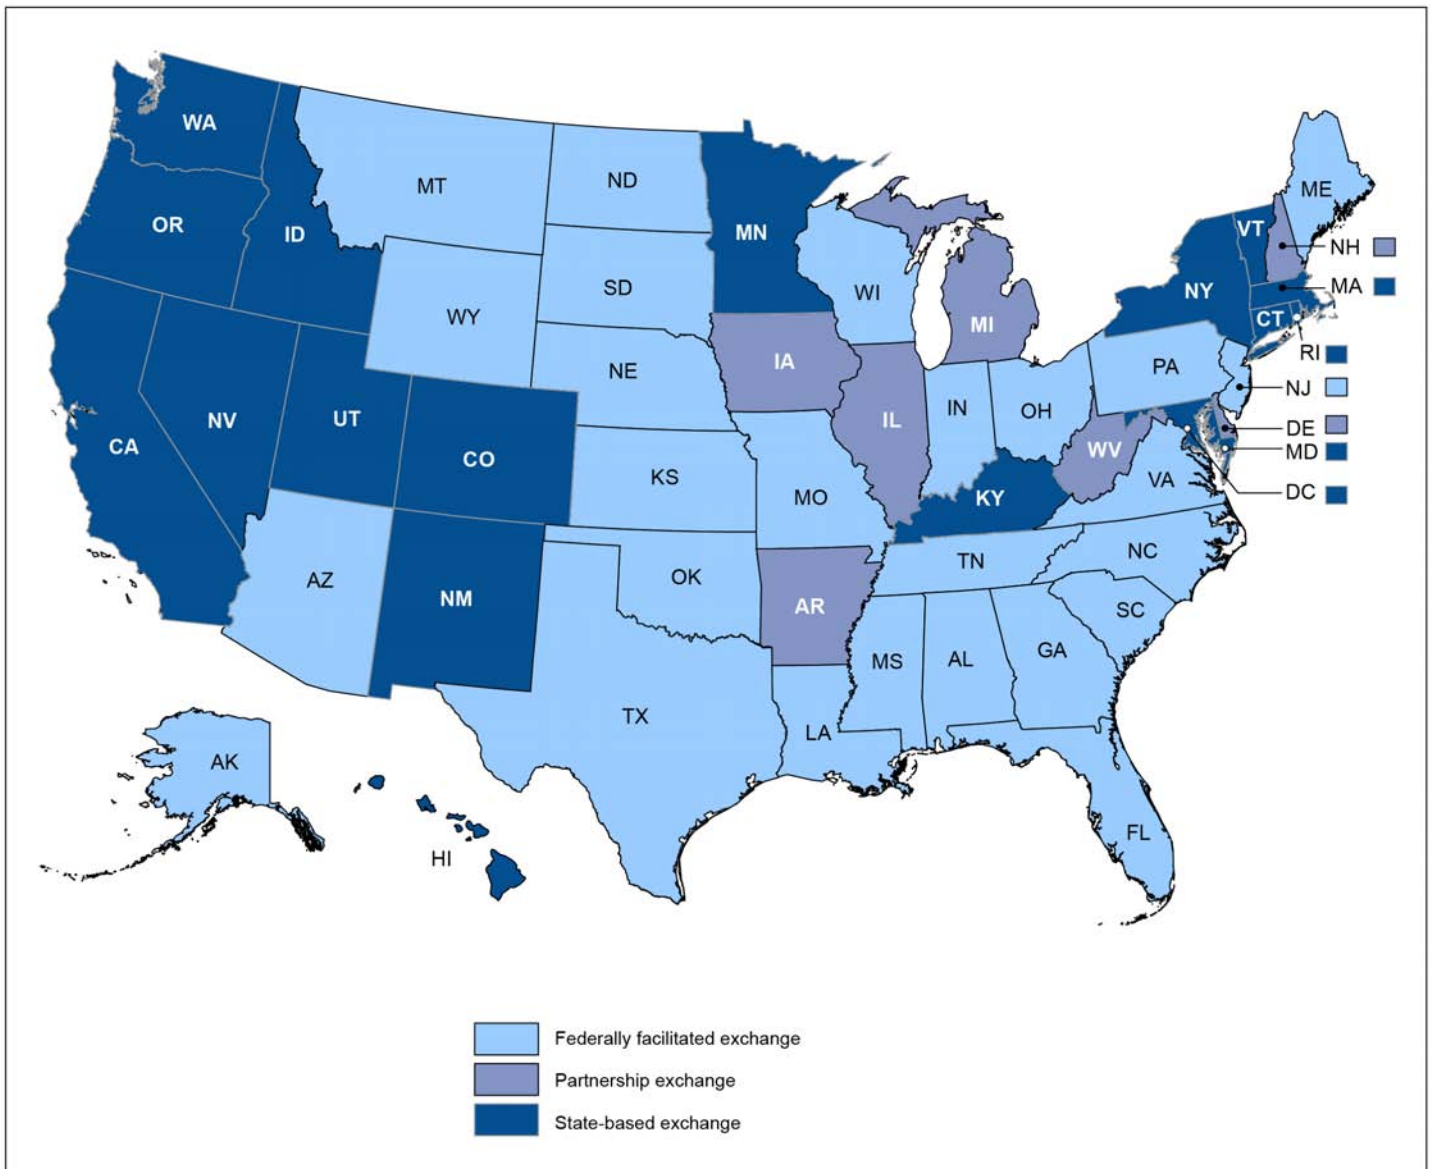 WA
MT
ND
ME
OR
ID
MN
VT
NH
SD
WI
NY
MA
WY
MI
CT
IA
RI
NE
PA
NJ
NV
UT
IL
IN
OH
DE
CA
CO
WV
MD
KS
MO
KY
VA
DC
AZ
OK
TN
NC
NM
AR
SC
MS
AL
GA
TX
LA
AK
FL
HI
Federally facilitated exchange
Partnership exchange
State-based exchange